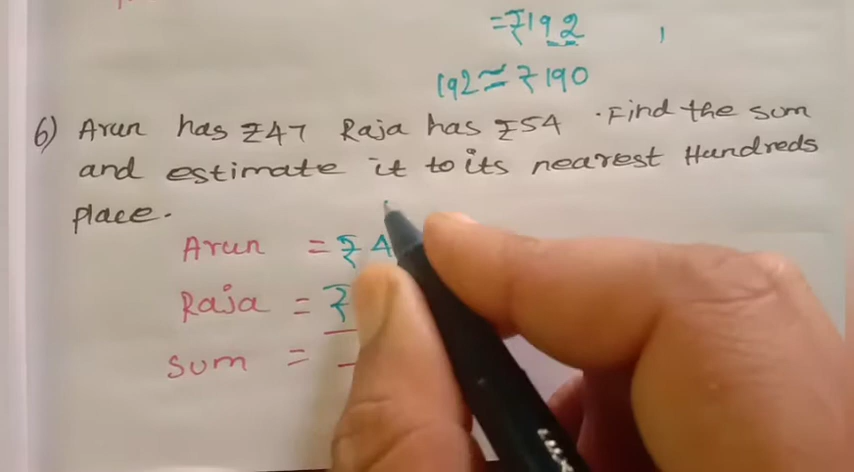 =₹192 ,
192≃₹190
6) Arun has ₹47 Raja has ₹54 . Find the sum
and estimate it to its nearest Hundreds
place.
Arun = ₹4
Raja = ₹
sum =